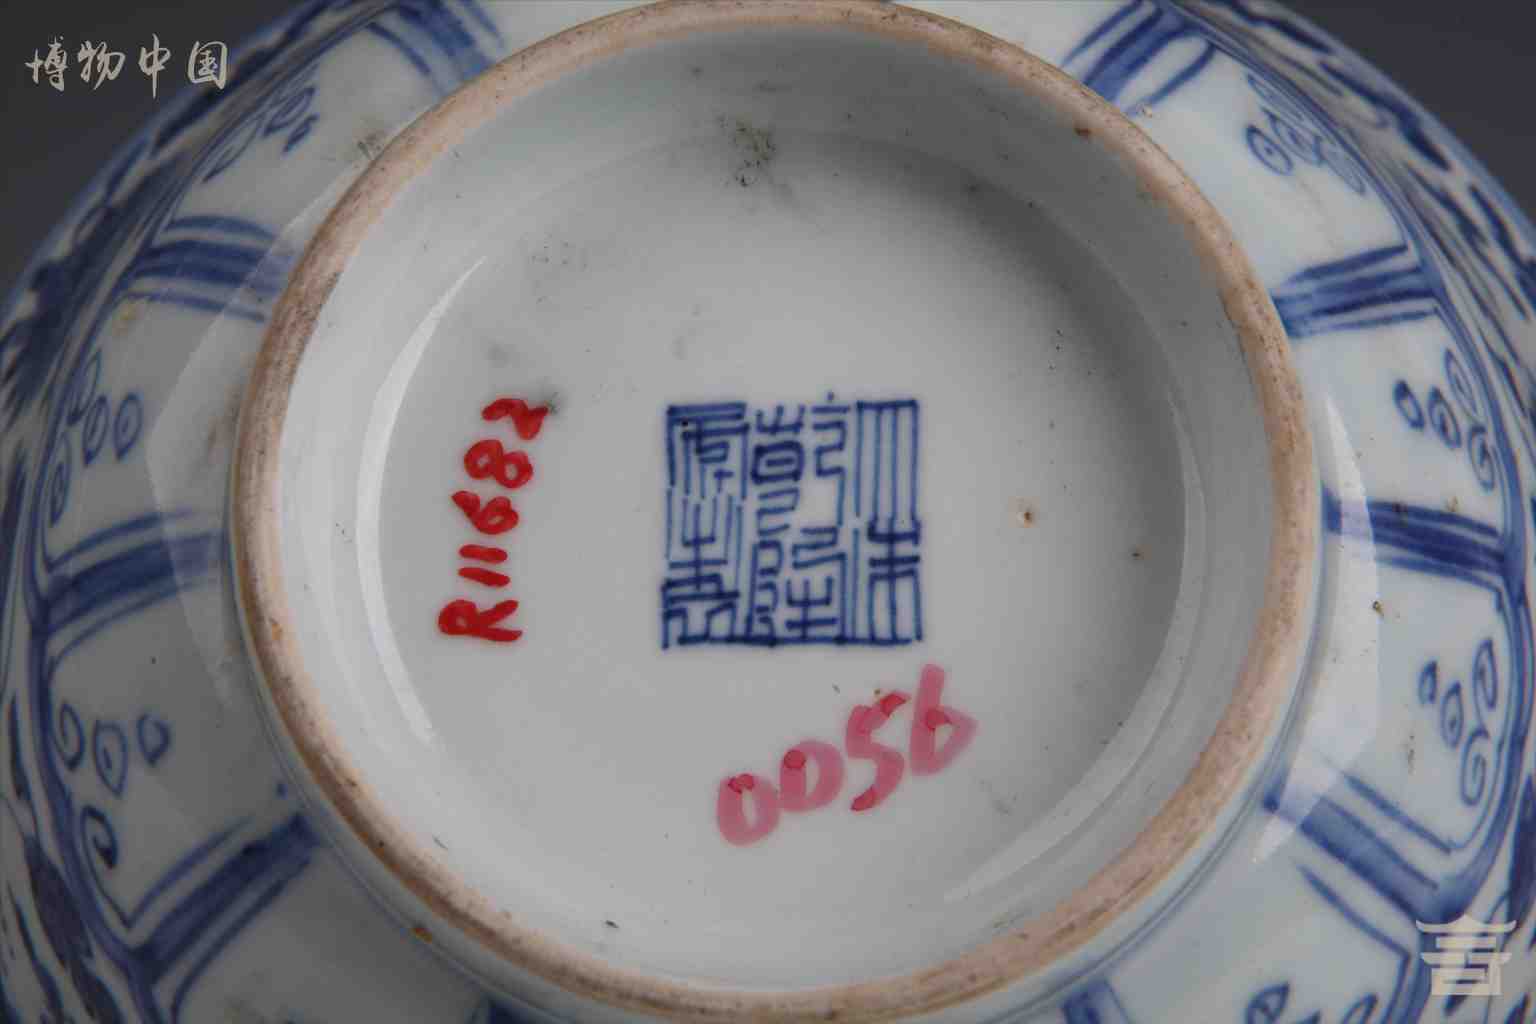 博物中国
大清
乾隆
年製
R11682
0056